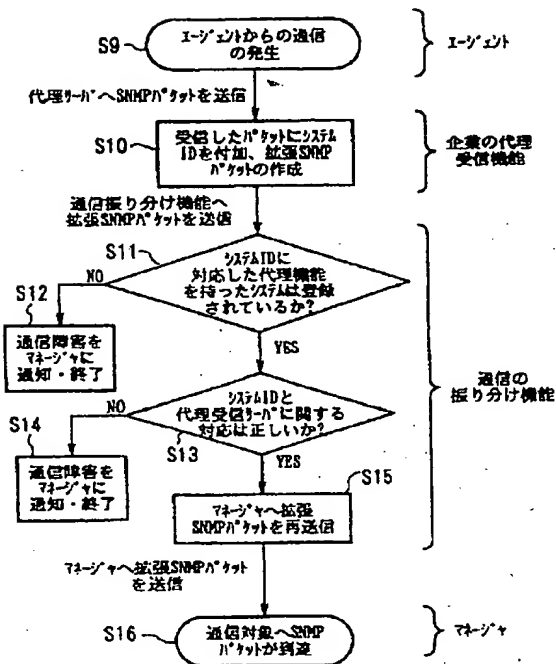 S9
エージェントからの通信
の発生
エージェント
代理サーバへSNMPパケットを送信
S10
受信したパケットにシステム
IDを付加、拡張SNMP
パケットの作成
企業の代理
受信機能
通信振り分け機能へ
拡張SNMPパケットを送信
S11
システムIDに
対応した代理機能
を持ったシステムは登録
されているか?
NO
S12
通信障害を
マネージャに
通知・終了
YES
通信の
振り分け機能
システムIDと
代理受信サーバに関する
対応は正しいか?
NO
S13
S14
通信障害を
マネージャに
通知・終了
YES
S15
マネージャへ拡張
SNMPパケットを再送信
マネージャへ拡張SNMPパケット
を送信
S16
通信対象へSNMP
パケットが到達
マネージャ